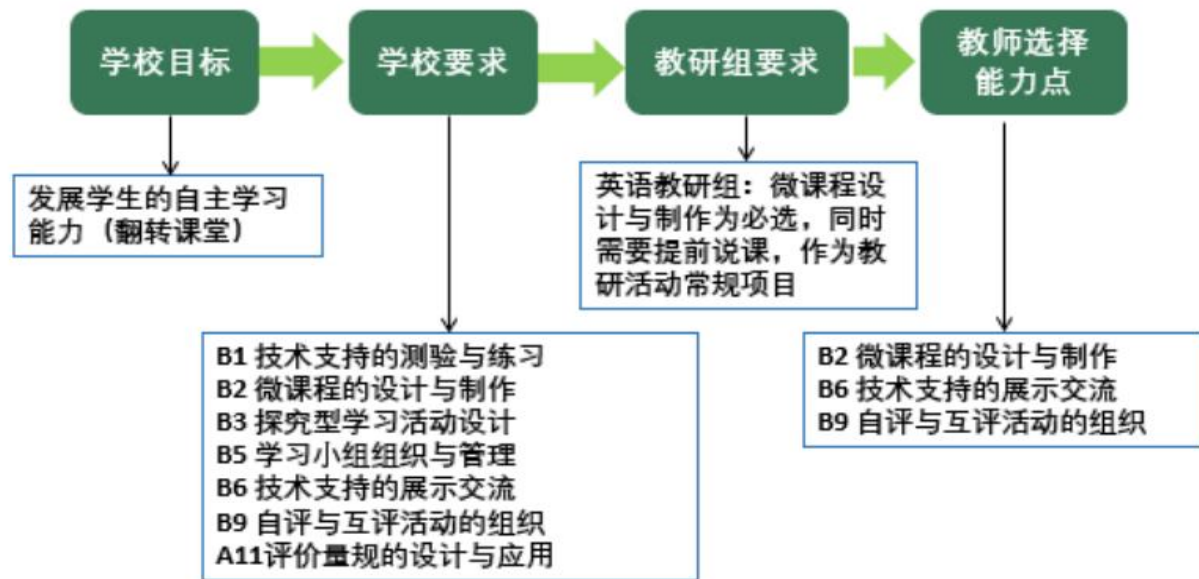 学校目标
学校要求
教研组要求
教师选择
能力点
发展学生的自主学习
能力（翻转课堂）
B1 技术支持的测验与练习
B2 微课程的设计与制作
B3 探究型学习活动设计
B5 学习小组组织与管理
B6 技术支持的展示交流
B9 自评与互评活动的组织
A11评价量规的设计与应用
英语教研组：微课程设
计与制作为必选，同时
需要提前说课，作为教
研活动常规项目
B2 微课程的设计与制作
B6 技术支持的展示交流
B9 自评与互评活动的组织